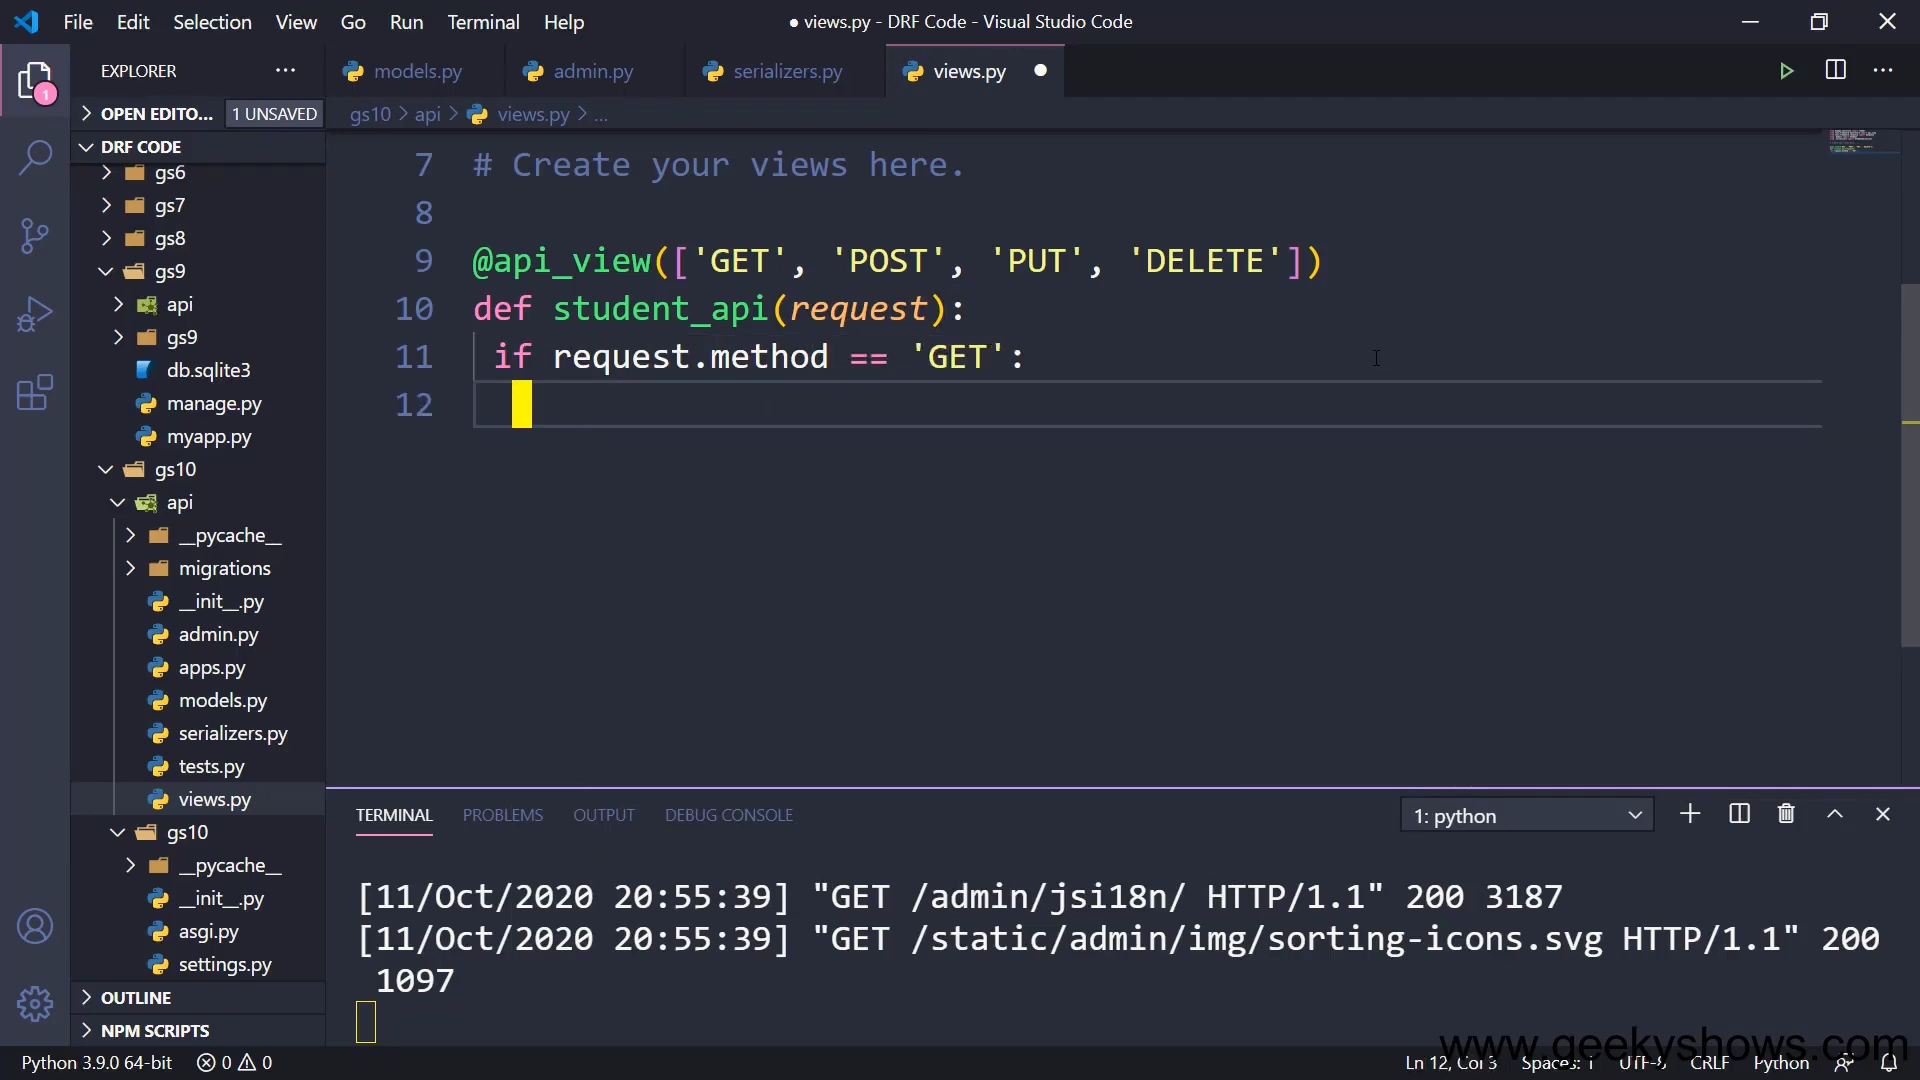 File Edit Selection View Go Run Terminal Help
● views.py - DRF Code - Visual Studio Code
EXPLORER
models.py admin.py serializers.py views.py
1
OPEN EDITO... 1 UNSAVED
gs10 > api > views.py > ...
DRF CODE
gs6
gs7
gs8
gs9
api
gs9
db.sqlite3
manage.py
myapp.py
gs10
api
__pycache__
migrations
__init__.py
admin.py
apps.py
models.py
serializers.py
tests.py
views.py
gs10
__pycache__
__init__.py
asgi.py
settings.py
OUTLINE
NPM SCRIPTS
7 # Create your views here.
8
9 @api_view(['GET', 'POST', 'PUT', 'DELETE'])
10 def student_api(request):
11 if request.method == 'GET':
12
TERMINAL PROBLEMS OUTPUT DEBUG CONSOLE
1: python
[11/Oct/2020 20:55:39] "GET /admin/jsi18n/ HTTP/1.1" 200 3187
[11/Oct/2020 20:55:39] "GET /static/admin/img/sorting-icons.svg HTTP/1.1" 200
1097
www.geekyshows.com
Python 3.9.0 64-bit 0 0
Ln 12, Col 3 Spaces: 1 UTF-8 CRLF Python